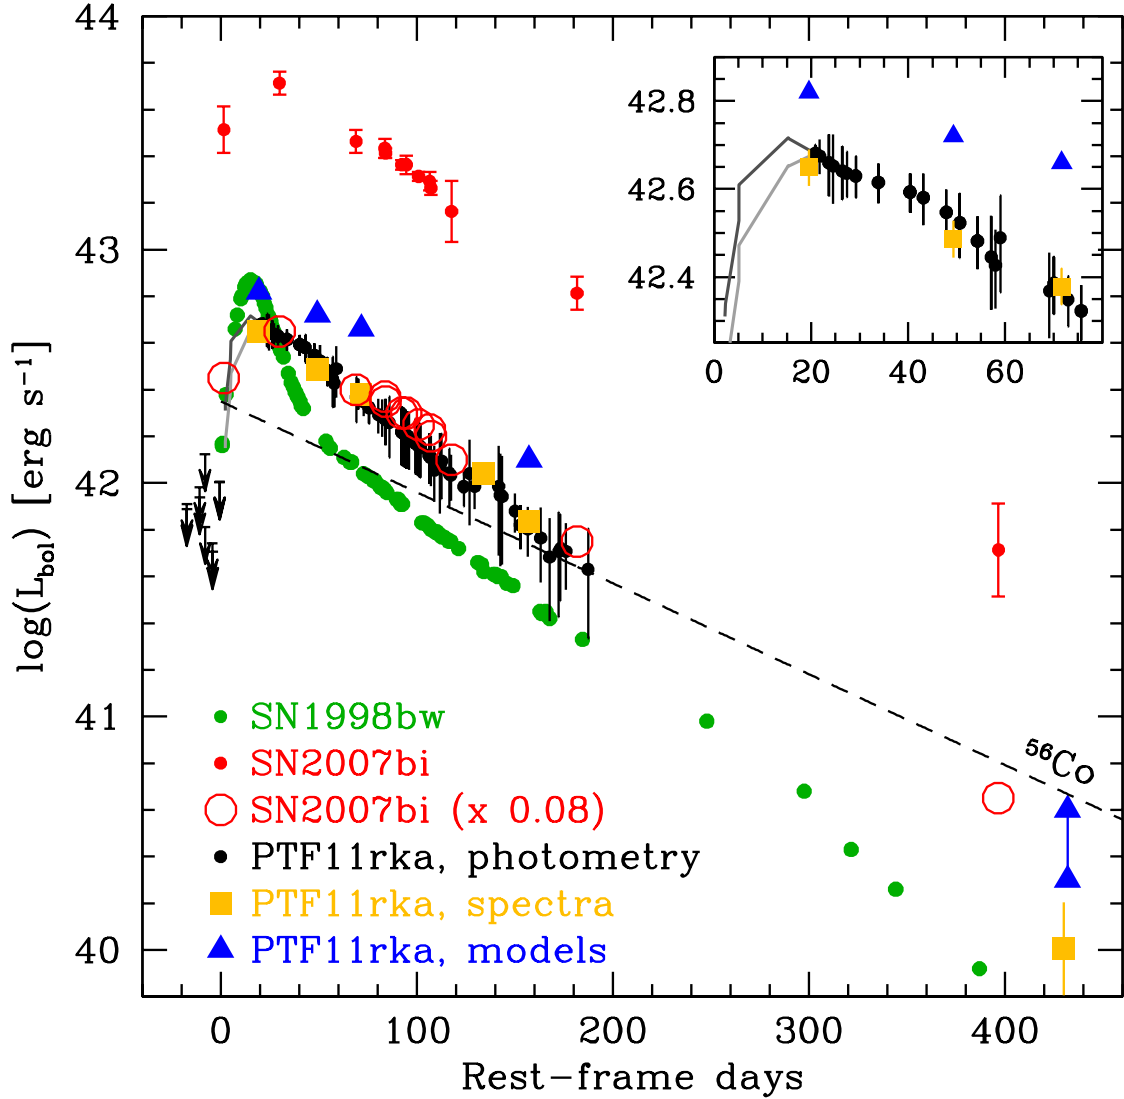 44
43
42
41
40
log(L_bol) [erg s⁻¹]
42.8
42.6
42.4
0 20 40 60
SN1998bw
SN2007bi
SN2007bi (x 0.08)
PTF11rka, photometry
PTF11rka, spectra
PTF11rka, models
⁵⁶Co
0 100 200 300 400
Rest-frame days